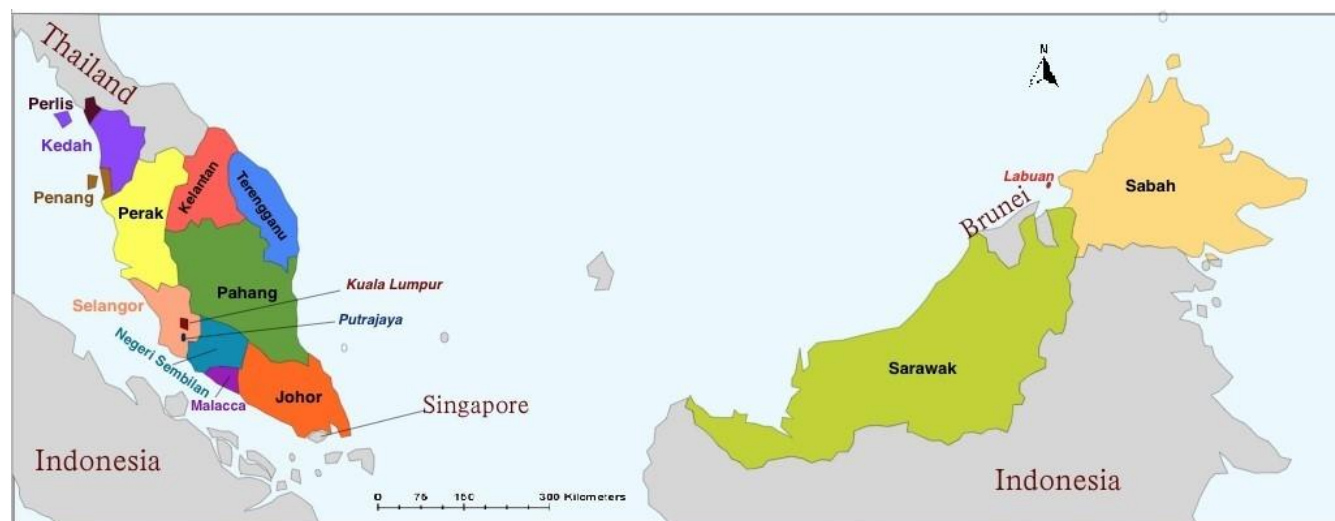 Thailand
N
Perlis
Kedah
Labuan
Sabah
Penang
Kelantan
Terengganu
Perak
Brunei
Pahang
Kuala Lumpur
Selangor
Putrajaya
Negeri Sembilan
Sarawak
Malacca
Johor
Singapore
Indonesia
Indonesia
0 75 150 300 Kilometers